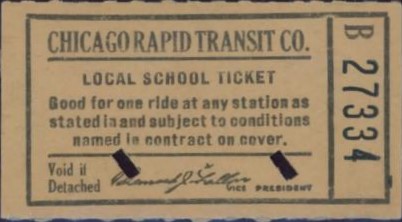 CHICAGO RAPID TRANSIT CO.
LOCAL SCHOOL TICKET
Good for one ride at any station as
stated in and subject to conditions
named in contract on cover.
Void if
Detached
VICE PRESIDENT
B 27334